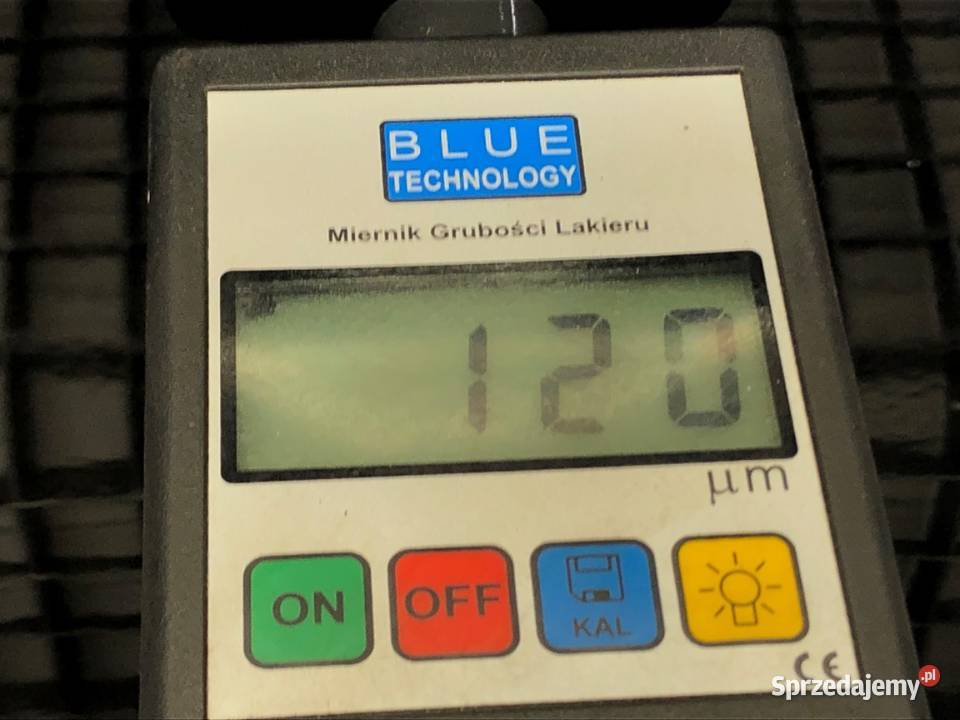 BLUE
TECHNOLOGY
Miernik Grubości Lakieru
120
µm
ON
OFF
KAL
CE
Sprzedajemy.pl